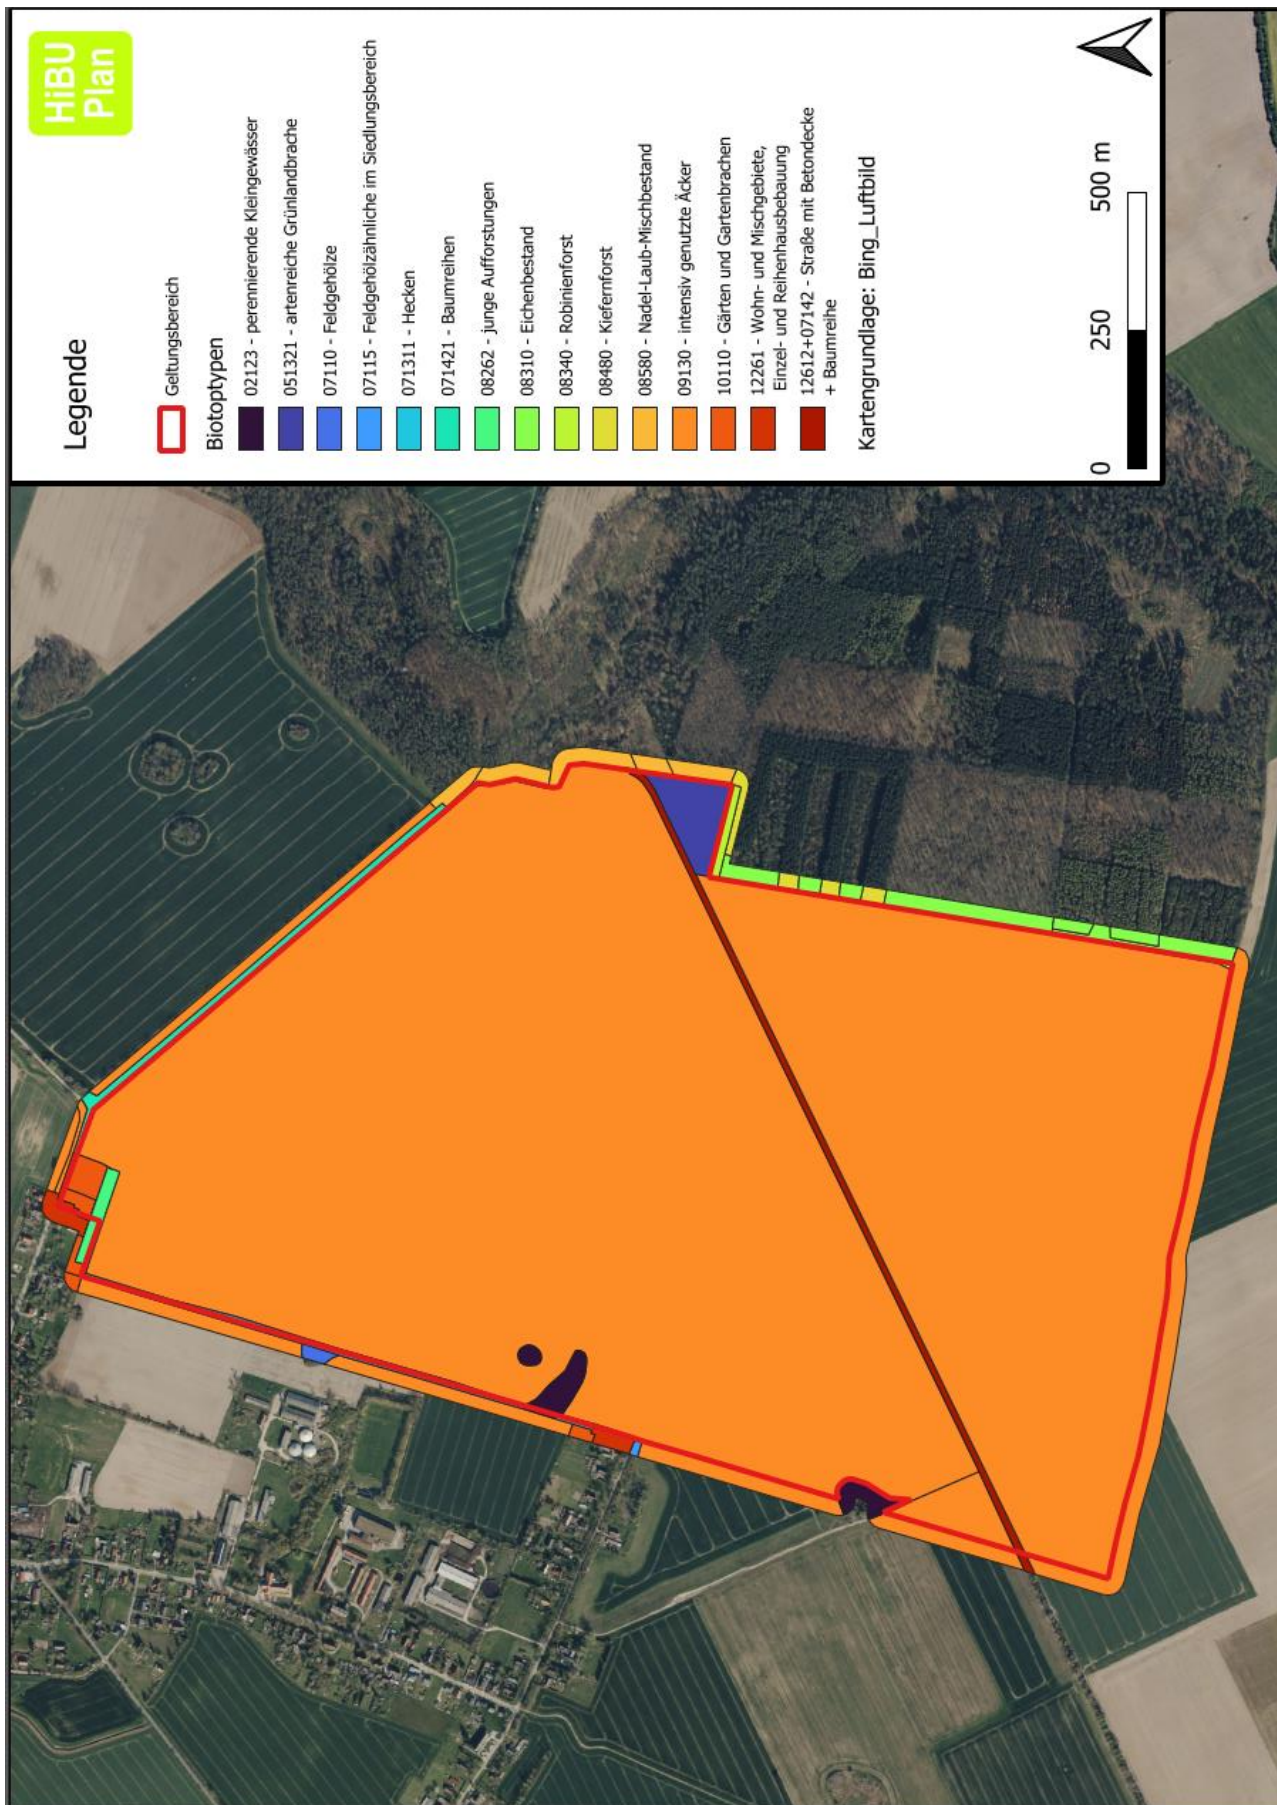 HiBU
Plan
Legende
Geltungsbereich
Biotoptypen
02123 - perennierende Kleingewässer
051321 - artenreiche Grünlandbrache
07110 - Feldgehölze
07115 - Feldgehölzähnliche im Siedlungsbereich
071311 - Hecken
071421 - Baumreihen
08262 - junge Aufforstungen
08310 - Eichenbestand
08340 - Robinienforst
08480 - Kiefernforst
08580 - Nadel-Laub-Mischbestand
09130 - intensiv genutzte Äcker
10110 - Gärten und Gartenbrachen
12261 - Wohn- und Mischgebiete,
Einzel- und Reihenhausbebauung
12612+07142 - Straße mit Betondecke
+ Baumreihe
Kartengrundlage: Bing_Luftbild
0 250 500 m